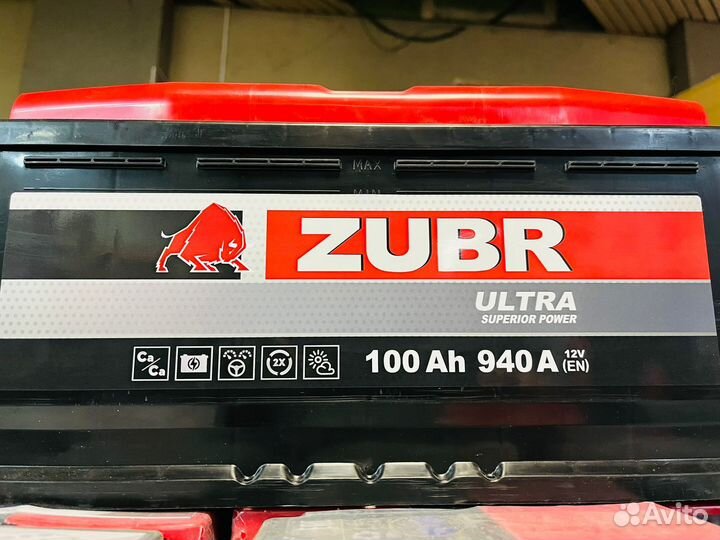 MAX
MIN
ZUBR
ULTRA
SUPERIOR POWER
Ca/Ca
2X
100 Ah 940 A 12V (EN)
Avito